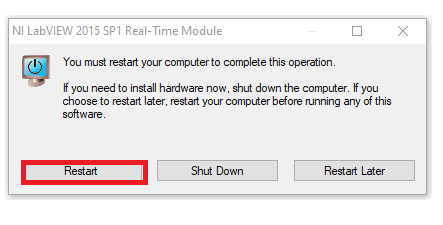 NI LabVIEW 2015 SP1 Real-Time Module
You must restart your computer to complete this operation.
If you need to install hardware now, shut down the computer. If you
choose to restart later, restart your computer before running any of this
software.
Restart
Shut Down
Restart Later